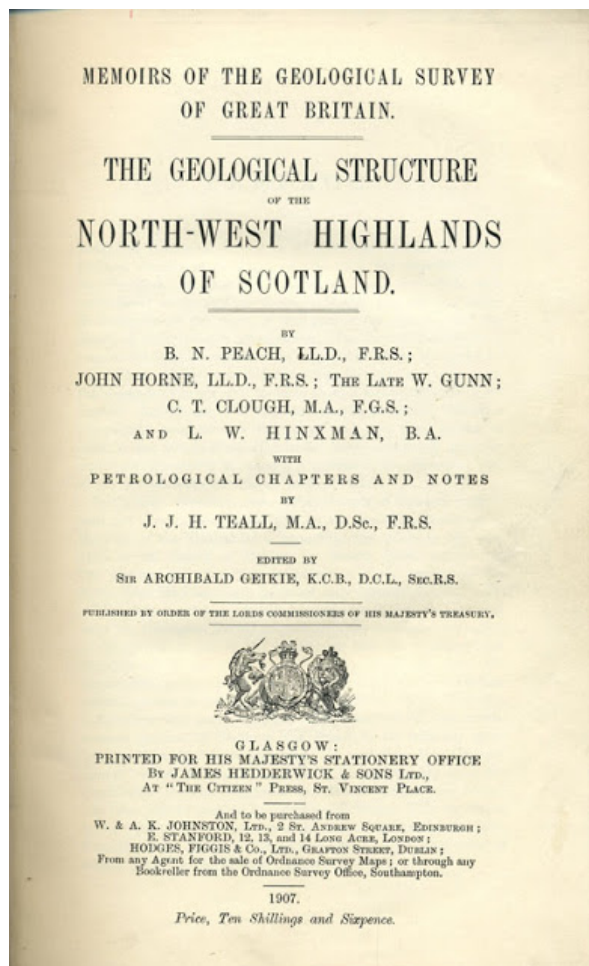 MEMOIRS OF THE GEOLOGICAL SURVEY
OF GREAT BRITAIN.
THE GEOLOGICAL STRUCTURE
OF THE
NORTH-WEST HIGHLANDS
OF SCOTLAND.
BY
B. N. PEACH, LL.D., F.R.S.;
JOHN HORNE, LL.D., F.R.S.; THE LATE W. GUNN;
C. T. CLOUGH, M.A., F.G.S.;
AND L. W. HINXMAN, B.A.
WITH
PETROLOGICAL CHAPTERS AND NOTES
BY
J. J. H. TEALL, M.A., D.Sc., F.R.S.
EDITED BY
SIR ARCHIBALD GEIKIE, K.C.B., D.C.L., SEC.R.S.
PUBLISHED BY ORDER OF THE LORDS COMMISSIONERS OF HIS MAJESTY'S TREASURY.
GLASGOW:
PRINTED FOR HIS MAJESTY'S STATIONERY OFFICE
BY JAMES HEDDERWICK & SONS LTD.,
AT "THE CITIZEN" PRESS, ST. VINCENT PLACE.
And to be purchased from
W. & A. K. JOHNSTON, LTD., 2 ST. ANDREW SQUARE, EDINBURGH;
E. STANFORD, 12, 13, and 14 LONG ACRE, LONDON;
HODGES, FIGGIS & CO., LTD., GRAFTON STREET, DUBLIN;
From any Agent for the sale of Ordnance Survey Maps; or through any
Bookseller from the Ordnance Survey Office, Southampton.
1907.
Price, Ten Shillings and Sixpence.